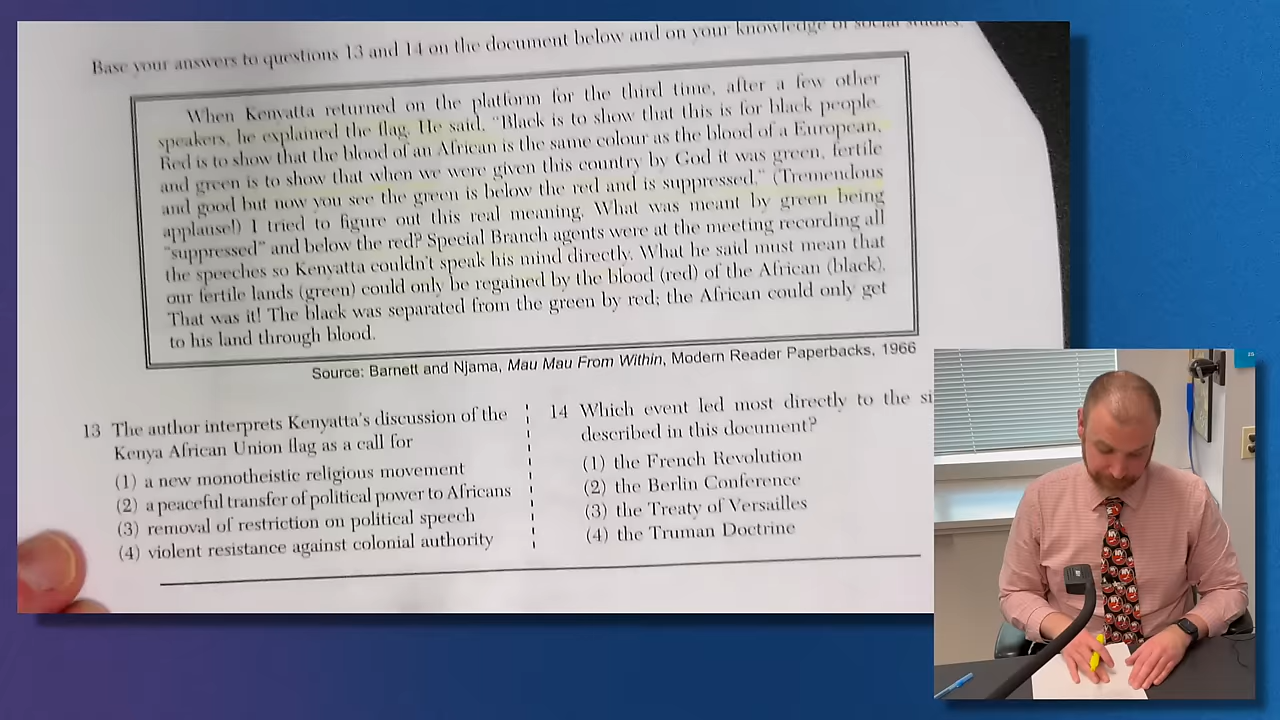 Base your answers to questions 13 and 14 on the document below and on your knowledge of social studies.
When Kenyatta returned on the platform for the third time, after a few other
speakers, he explained the flag. He said, "Black is to show that this is for black people.
Red is to show that the blood of an African is the same colour as the blood of a European,
and green is to show that when we were given this country by God it was green, fertile
and good but now you see the green is below the red and is suppressed." (Tremendous
applause!) I tried to figure out this real meaning. What was meant by green being
"suppressed" and below the red? Special Branch agents were at the meeting recording all
the speeches so Kenyatta couldn't speak his mind directly. What he said must mean that
our fertile lands (green) could only be regained by the blood (red) of the African (black).
That was it! The black was separated from the green by red; the African could only get
to his land through blood.
Source: Barnett and Njama, Mau Mau From Within, Modern Reader Paperbacks, 1966
13 The author interprets Kenyatta's discussion of the
Kenya African Union flag as a call for
(1) a new monotheistic religious movement
(2) a peaceful transfer of political power to Africans
(3) removal of restriction on political speech
(4) violent resistance against colonial authority
14 Which event led most directly to the si
described in this document?
(1) the French Revolution
(2) the Berlin Conference
(3) the Treaty of Versailles
(4) the Truman Doctrine